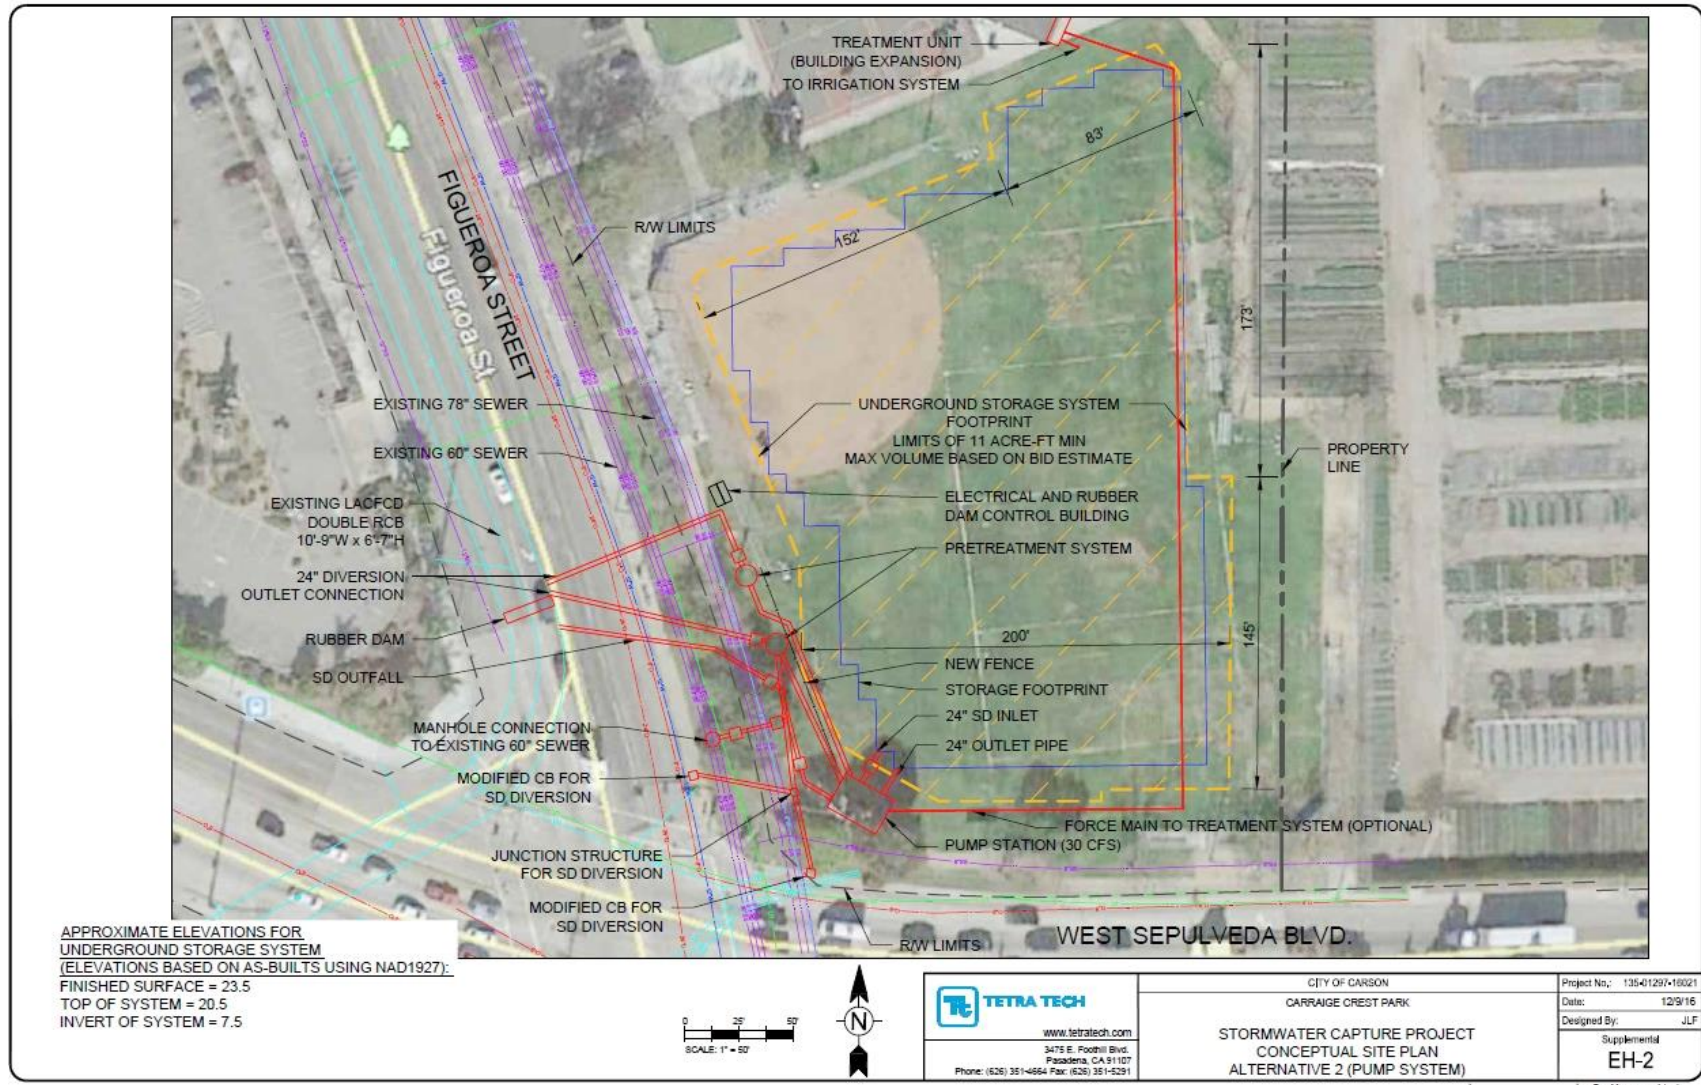 TREATMENT UNIT
(BUILDING EXPANSION)
TO IRRIGATION SYSTEM
83'
FIGUEROA STREET
Figueroa St
R/W LIMITS
152'
173'
EXISTING 78" SEWER
UNDERGROUND STORAGE SYSTEM
FOOTPRINT
LIMITS OF 11 ACRE-FT MIN
MAX VOLUME BASED ON BID ESTIMATE
EXISTING 60" SEWER
PROPERTY
LINE
EXISTING LACFCD
DOUBLE RCB
10'-9"W x 6'-7"H
ELECTRICAL AND RUBBER
DAM CONTROL BUILDING
PRETREATMENT SYSTEM
24" DIVERSION
OUTLET CONNECTION
RUBBER DAM
200'
145'
SD OUTFALL
NEW FENCE
STORAGE FOOTPRINT
24" SD INLET
MANHOLE CONNECTION
TO EXISTING 60" SEWER
24" OUTLET PIPE
MODIFIED CB FOR
SD DIVERSION
FORCE MAIN TO TREATMENT SYSTEM (OPTIONAL)
PUMP STATION (30 CFS)
JUNCTION STRUCTURE
FOR SD DIVERSION
MODIFIED CB FOR
SD DIVERSION
R/W LIMITS
WEST SEPULVEDA BLVD.
APPROXIMATE ELEVATIONS FOR
UNDERGROUND STORAGE SYSTEM
(ELEVATIONS BASED ON AS-BUILTS USING NAD1927):
FINISHED SURFACE = 23.5
TOP OF SYSTEM = 20.5
INVERT OF SYSTEM = 7.5
0 25' 50'
SCALE: 1" = 50'
N
Tt TETRA TECH
www.tetratech.com
3475 E. Foothill Blvd.
Pasadena, CA 91107
Phone: (626) 351-4664 Fax: (626) 351-5291
CITY OF CARSON
CARRAIGE CREST PARK
STORMWATER CAPTURE PROJECT
CONCEPTUAL SITE PLAN
ALTERNATIVE 2 (PUMP SYSTEM)
Project No.: 135-01297-16021
Date: 12/9/16
Designed By: JLF
Supplemental
EH-2